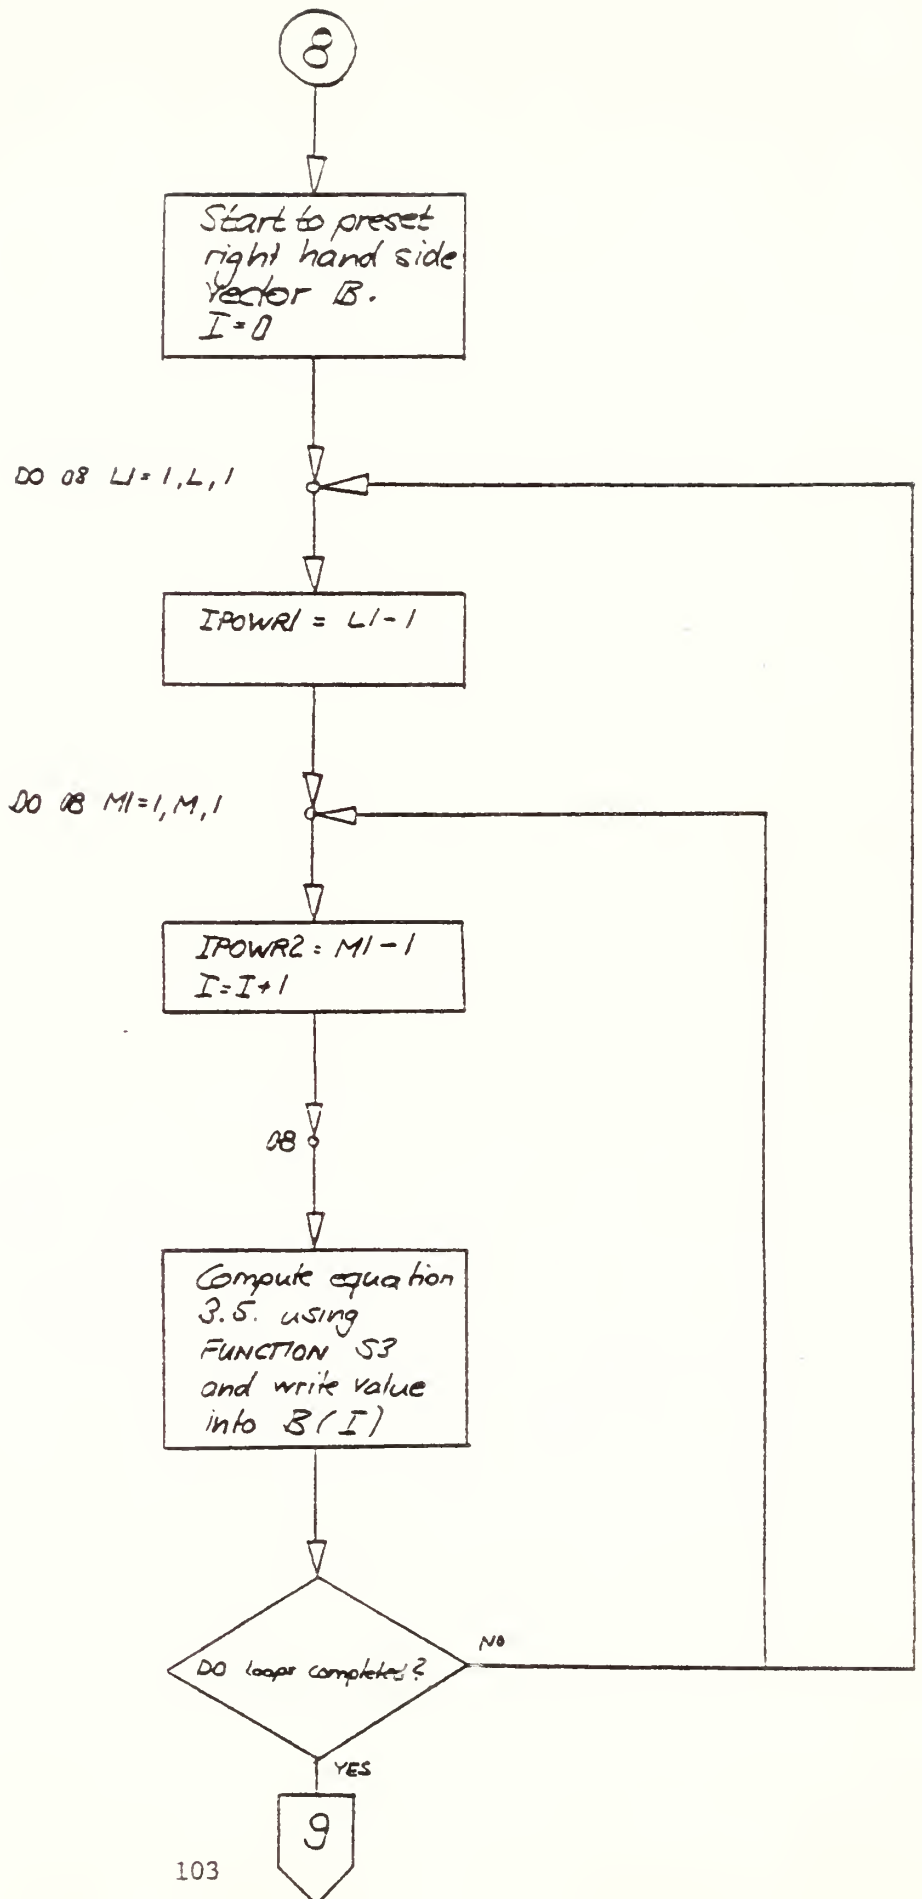 8
Start to preset
right hand side
Vector B.
I=0
DO 08 L1=1,L,1
IPOWR1 = L1-1
DO 08 M1=1,M,1
IPOWR2 = M1-1
I=I+1
08
Compute equation
3.5. using
FUNCTION S3
and write value
into B(I)
DO loops completed?
NO
YES
9
103